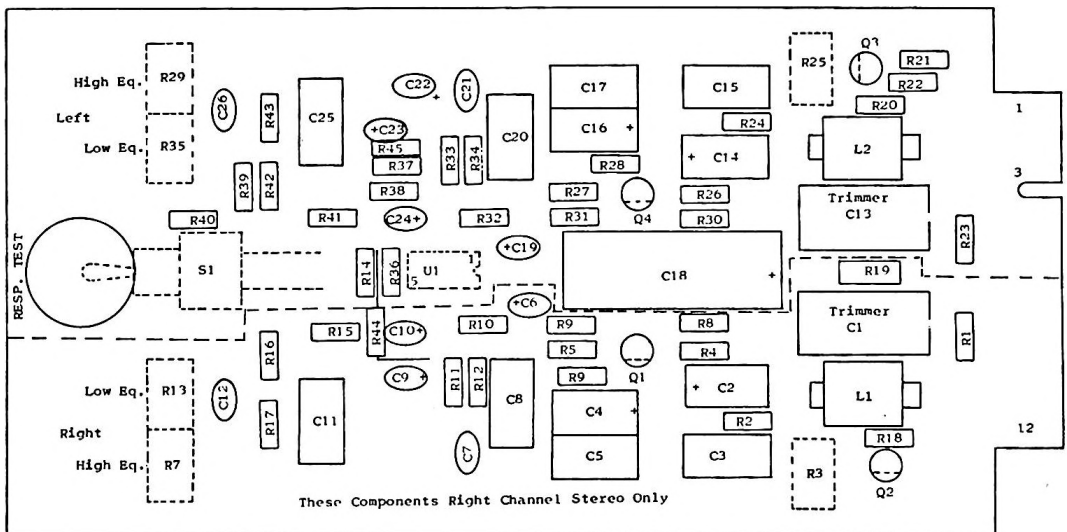 Q3
R21
R25
R22
High Eq.
R29
C22
+
C21
C17
C15
R20
Left
C26
R43
C25
C20
1
+C23
C16 +
R24
Low Eq.
R35
R45
R33
R34
L2
R37
R28
+ C14
3
R39
R42
R38
R27
R26
Trimmer
C13
R40
R41
C24+
R32
R31
Q4
R30
R23
RESP. TEST
S1
R14
R36
U1
1
5
+C19
C18 +
R19
+C6
Trimmer
C1
R15
R44
C10+
R10
R9
R8
R1
R16
R5
R4
C9 +
R11
R12
Q1
Low Eq.
R13
C12
R9
+ C2
L1
C8
C4 +
R2
Right
R17
C11
R18
12
High Eq.
R7
C7
C5
C3
R3
Q2
These Components Right Channel Stereo Only